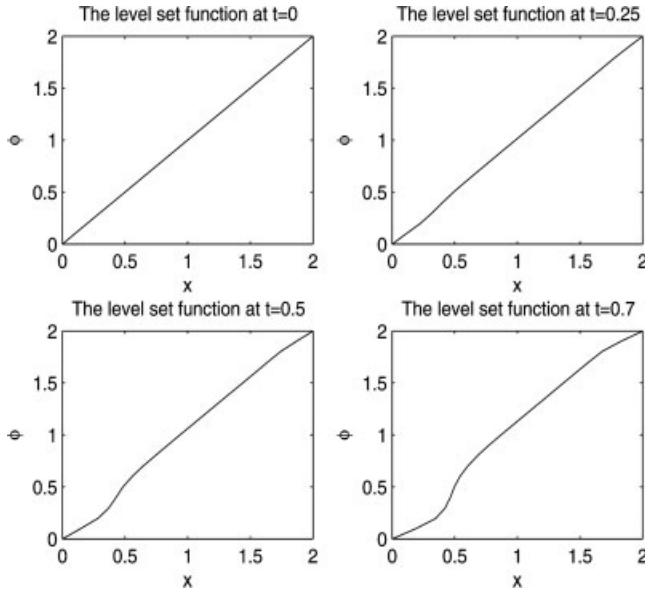 The level set function at t=0
2
1.5
1
0.5
0
Φ
0 0.5 1 1.5 2
x
The level set function at t=0.25
2
1.5
1
0.5
0
Φ
0 0.5 1 1.5 2
x
The level set function at t=0.5
2
1.5
1
0.5
0
Φ
0 0.5 1 1.5 2
x
The level set function at t=0.7
2
1.5
1
0.5
0
Φ
0 0.5 1 1.5 2
x